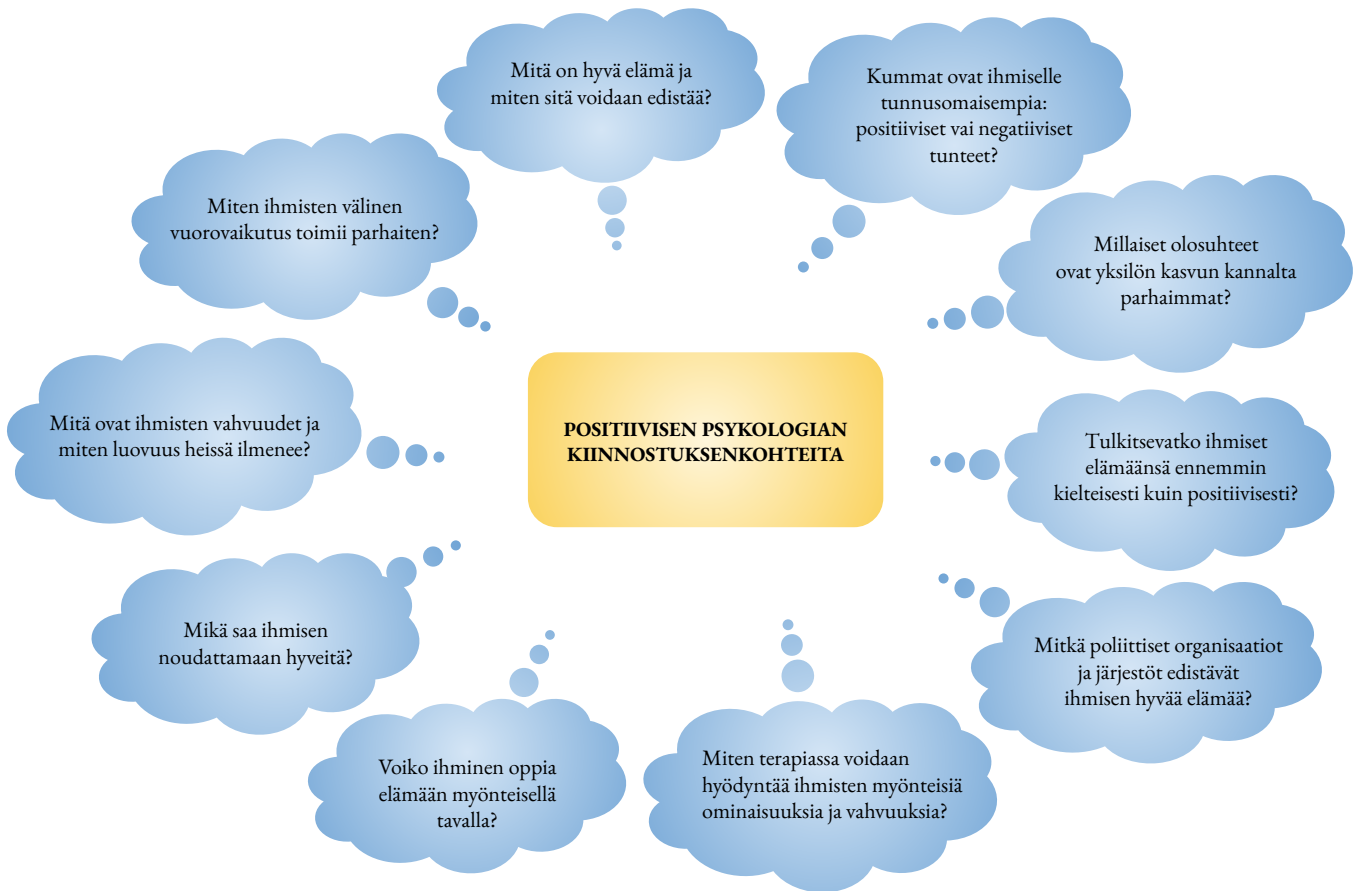 Mitä on hyvä elämä ja
miten sitä voidaan edistää?
Kummat ovat ihmiselle
tunnusomaisempia:
positiiviset vai negatiiviset
tunteet?
Miten ihmisten välinen
vuorovaikutus toimii parhaiten?
Millaiset olosuhteet
ovat yksilön kasvun kannalta
parhaimmat?
Mitä ovat ihmisten vahvuudet ja
miten luovuus heissä ilmenee?
POSITIIVISEN PSYKOLOGIAN
KIINNOSTUKSENKOHTEITA
Tulkitsevatko ihmiset
elämäänsä ennemmin
kielteisesti kuin positiivisesti?
Mikä saa ihmisen
noudattamaan hyveitä?
Mitkä poliittiset organisaatiot
ja järjestöt edistävät
ihmisen hyvää elämää?
Voiko ihminen oppia
elämään myönteisellä
tavalla?
Miten terapiassa voidaan
hyödyntää ihmisten myönteisiä
ominaisuuksia ja vahvuuksia?